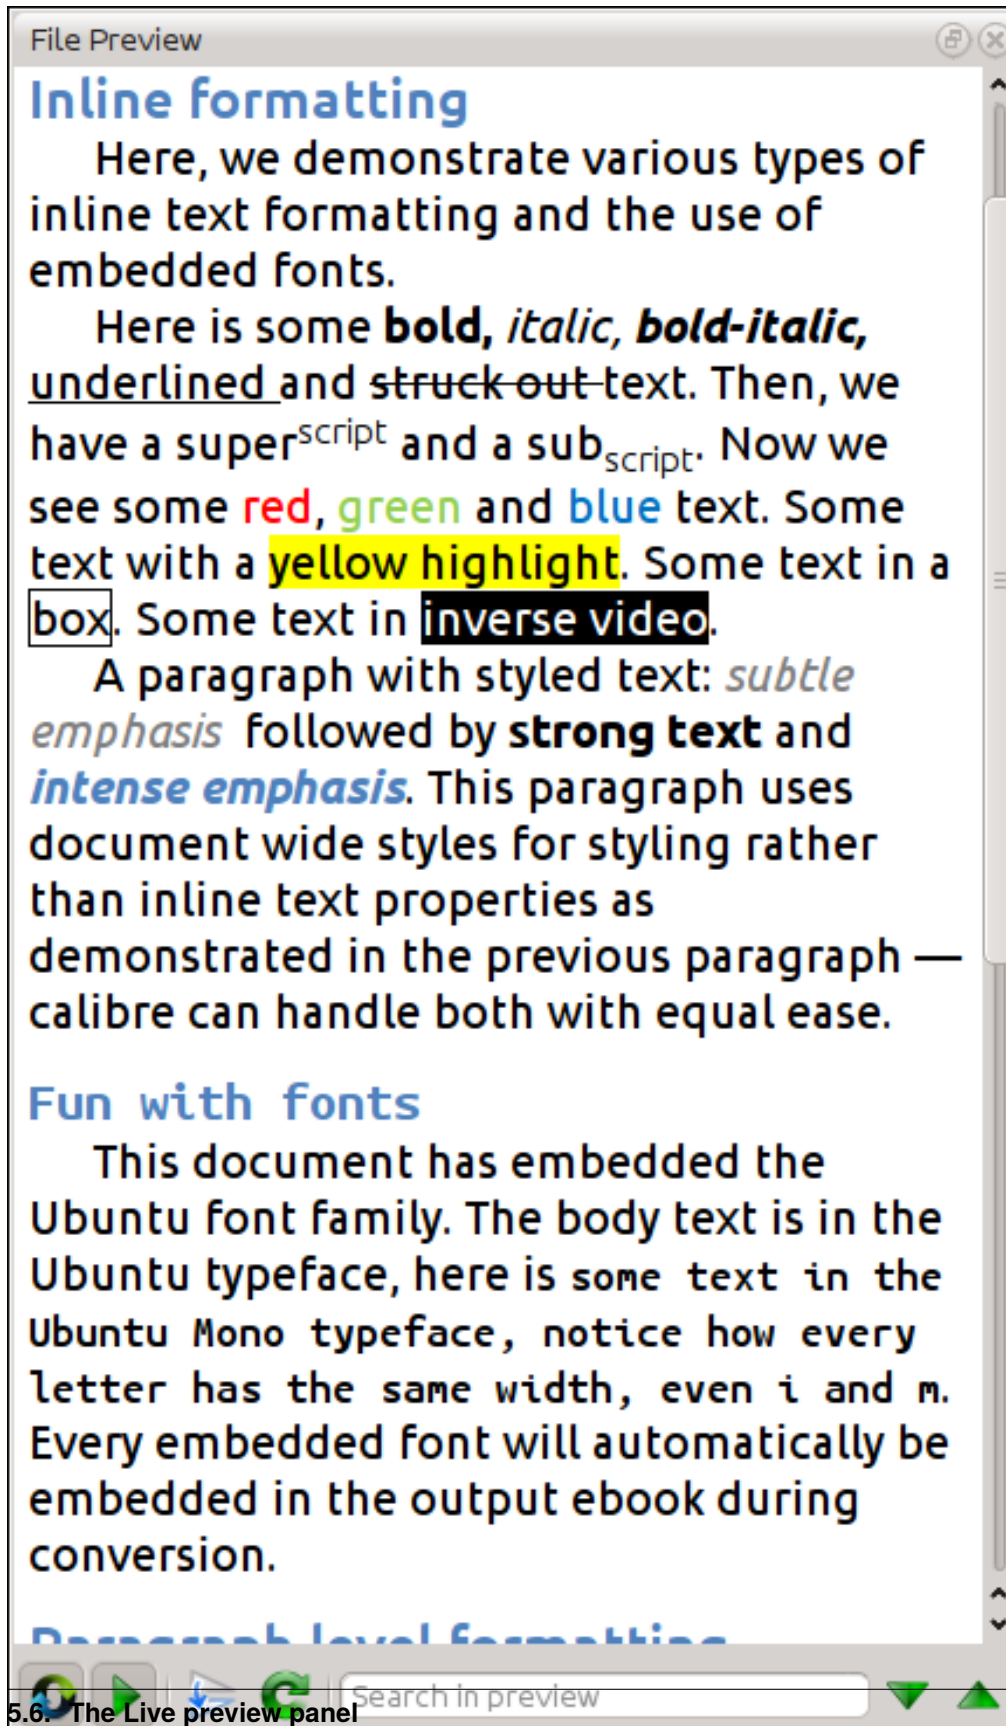 File Preview
Inline formatting
Here, we demonstrate various types of
inline text formatting and the use of
embedded fonts.
Here is some bold, italic, bold-italic,
underlined and struck out text. Then, we
have a superscript and a subscript. Now we
see some red, green and blue text. Some
text with a yellow highlight. Some text in a
box. Some text in inverse video.
A paragraph with styled text: subtle
emphasis followed by strong text and
intense emphasis. This paragraph uses
document wide styles for styling rather
than inline text properties as
demonstrated in the previous paragraph —
calibre can handle both with equal ease.
Fun with fonts
This document has embedded the
Ubuntu font family. The body text is in the
Ubuntu typeface, here is some text in the
Ubuntu Mono typeface, notice how every
letter has the same width, even i and m.
Every embedded font will automatically be
embedded in the output ebook during
conversion.
Paragraph level formatting
Search in preview
5.6. The Live preview panel